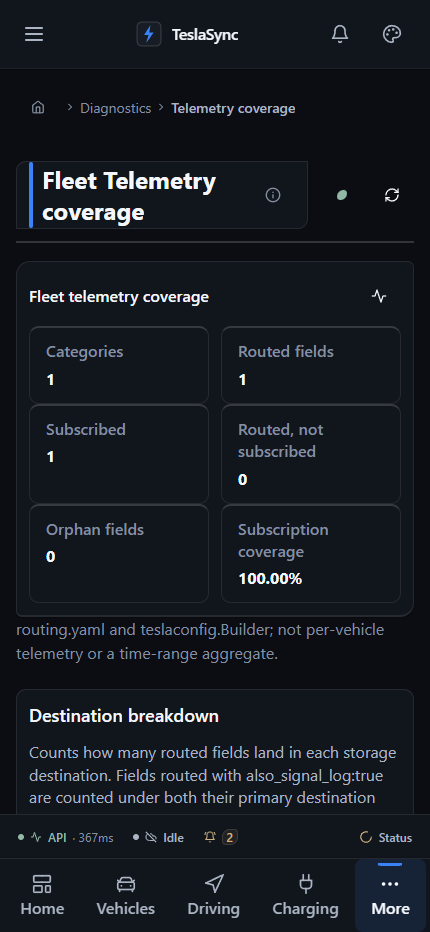 TeslaSync
Diagnostics
Telemetry coverage
Fleet Telemetry
coverage
Fleet telemetry coverage
Categories
1
Routed fields
1
Subscribed
1
Routed, not
subscribed
0
Orphan fields
0
Subscription
coverage
100.00%
routing.yaml and teslaconfig.Builder; not per-vehicle
telemetry or a time-range aggregate.
Destination breakdown
Counts how many routed fields land in each storage
destination. Fields routed with also_signal_log:true
are counted under both their primary destination
API · 367ms
Idle
2
Status
Home
Vehicles
Driving
Charging
More